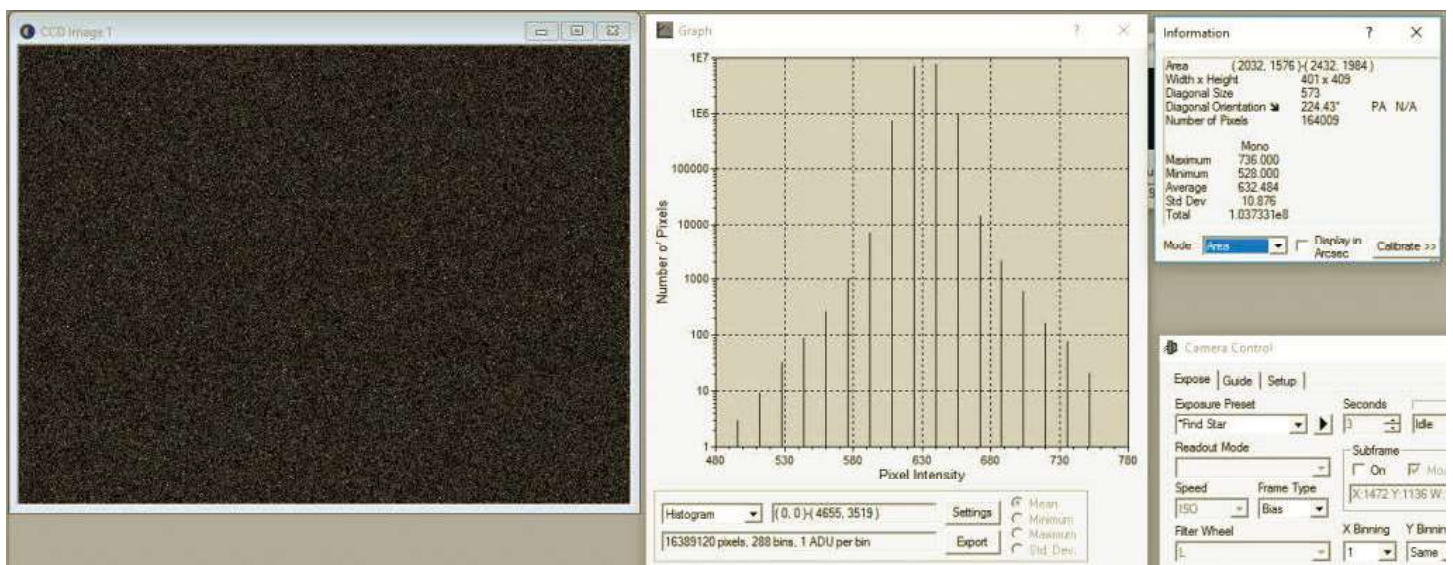 CCD Image 1
Graph
Number o' Pixels
1E7
1E6
100000
10000
1000
100
10
1
480 530 580 630 680 730 780
Pixel Intensity
Histogram
( 0, 0 )-( 4655, 3519 )
Settings
16389120 pixels, 288 bins, 1 ADU per bin
Export
Mean
Minimum
Maximum
Std. Dev.
Information
Area ( 2032, 1576 )-( 2432, 1984 )
Width x Height 401 x 409
Diagonal Size 573
Diagonal Orientation 224.43° PA N/A
Number of Pixels 164009
Mono
Maximum 736.000
Minimum 528.000
Average 632.484
Std Dev 10.876
Total 1.037331e8
Mode: Area Display in Arcsec Calibrate >>
Camera Control
Expose Guide Setup
Exposure Preset Seconds
*Find Star 3 Idle
Readout Mode Subframe
On
X:1472 Y:1136 W:
Speed Frame Type
ISO Bias
Filter Wheel X Binning Y Binnin
L 1 Same